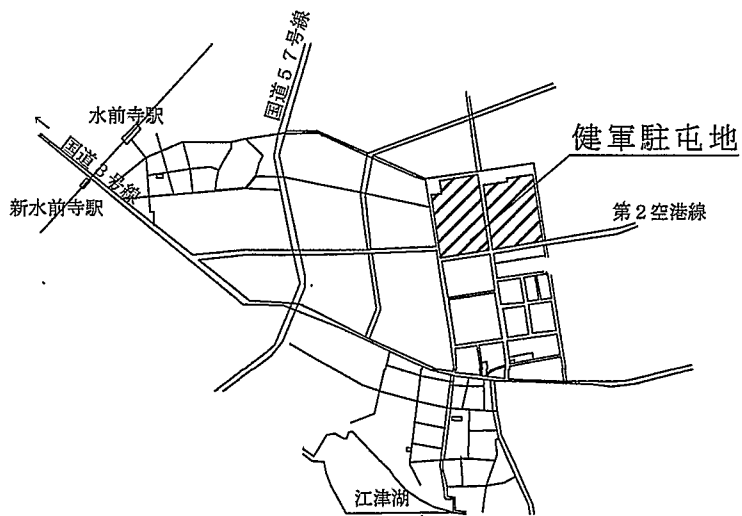 国道57号線
水前寺駅
国道3号線
健軍駐屯地
新水前寺駅
第2空港線
江津湖